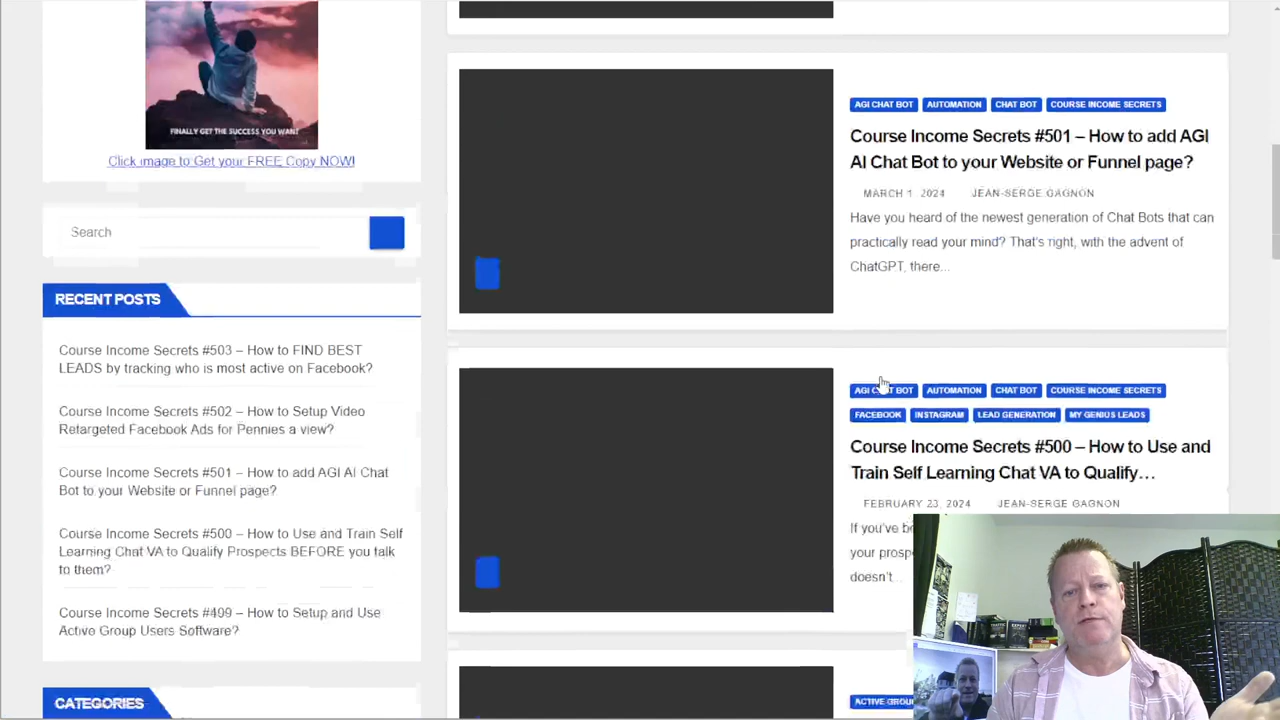 FINALLY GET THE SUCCESS YOU WANT
Click image to Get your FREE Copy NOW!
Search
RECENT POSTS
Course Income Secrets #503 – How to FIND BEST
LEADS by tracking who is most active on Facebook?
Course Income Secrets #502 – How to Setup Video
Retargeted Facebook Ads for Pennies a view?
Course Income Secrets #501 – How to add AGI AI Chat
Bot to your Website or Funnel page?
Course Income Secrets #500 – How to Use and Train Self
Learning Chat VA to Qualify Prospects BEFORE you talk
to them?
Course Income Secrets #499 – How to Setup and Use
Active Group Users Software?
CATEGORIES
AGI CHAT BOT AUTOMATION CHAT BOT COURSE INCOME SECRETS
Course Income Secrets #501 – How to add AGI
AI Chat Bot to your Website or Funnel page?
MARCH 1, 2024 JEAN-SERGE GAGNON
Have you heard of the newest generation of Chat Bots that can
practically read your mind? That's right, with the advent of
ChatGPT, there...
AGI CHAT BOT AUTOMATION CHAT BOT COURSE INCOME SECRETS
FACEBOOK INSTAGRAM LEAD GENERATION MY GENIUS LEADS
Course Income Secrets #500 – How to Use and
Train Self Learning Chat VA to Qualify…
FEBRUARY 23, 2024 JEAN-SERGE GAGNON
If you've
your
doesn't...
ACTIVE